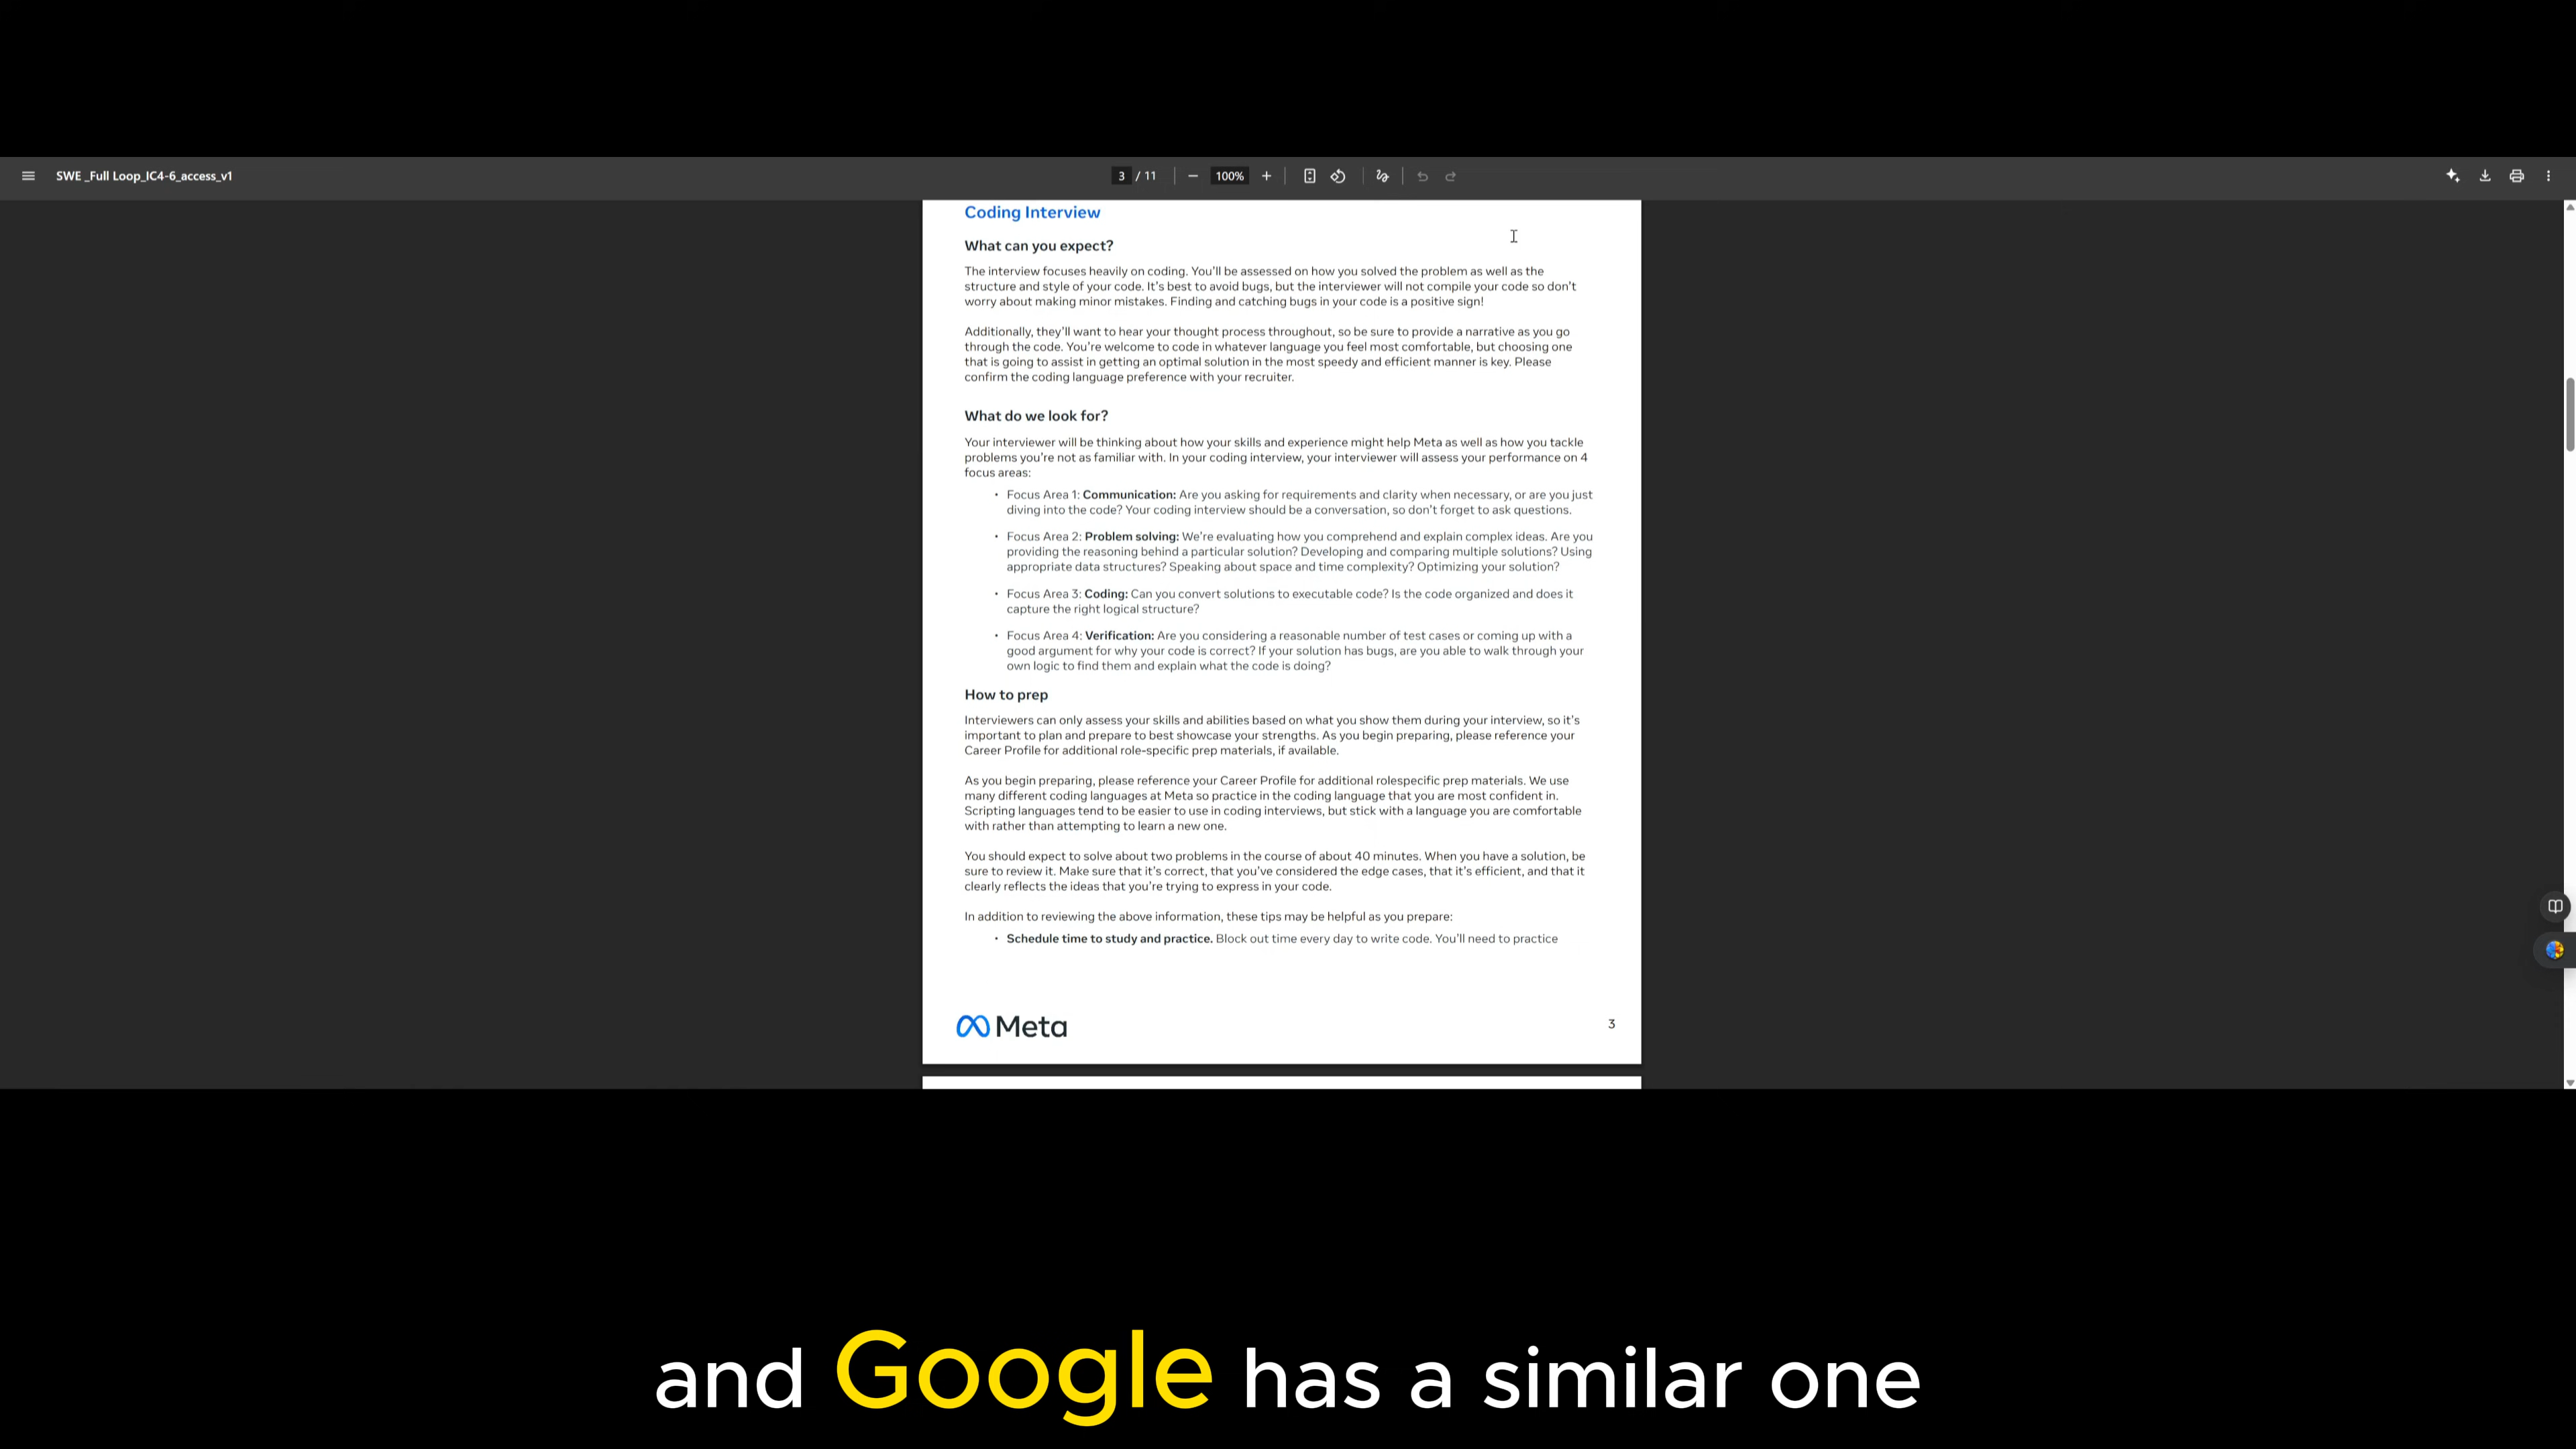 SWE _Full Loop_IC4-6_access_v1
3 / 11
100%
Coding Interview
What can you expect?
The interview focuses heavily on coding. You'll be assessed on how you solved the problem as well as the
structure and style of your code. It's best to avoid bugs, but the interviewer will not compile your code so don't
worry about making minor mistakes. Finding and catching bugs in your code is a positive sign!
Additionally, they'll want to hear your thought process throughout, so be sure to provide a narrative as you go
through the code. You're welcome to code in whatever language you feel most comfortable, but choosing one
that is going to assist in getting an optimal solution in the most speedy and efficient manner is key. Please
confirm the coding language preference with your recruiter.
What do we look for?
Your interviewer will be thinking about how your skills and experience might help Meta as well as how you tackle
problems you're not as familiar with. In your coding interview, your interviewer will assess your performance on 4
focus areas:
• Focus Area 1: Communication: Are you asking for requirements and clarity when necessary, or are you just
diving into the code? Your coding interview should be a conversation, so don't forget to ask questions.
• Focus Area 2: Problem solving: We're evaluating how you comprehend and explain complex ideas. Are you
providing the reasoning behind a particular solution? Developing and comparing multiple solutions? Using
appropriate data structures? Speaking about space and time complexity? Optimizing your solution?
• Focus Area 3: Coding: Can you convert solutions to executable code? Is the code organized and does it
capture the right logical structure?
• Focus Area 4: Verification: Are you considering a reasonable number of test cases or coming up with a
good argument for why your code is correct? If your solution has bugs, are you able to walk through your
own logic to find them and explain what the code is doing?
How to prep
Interviewers can only assess your skills and abilities based on what you show them during your interview, so it's
important to plan and prepare to best showcase your strengths. As you begin preparing, please reference your
Career Profile for additional role-specific prep materials, if available.
As you begin preparing, please reference your Career Profile for additional rolespecific prep materials. We use
many different coding languages at Meta so practice in the coding language that you are most confident in.
Scripting languages tend to be easier to use in coding interviews, but stick with a language you are comfortable
with rather than attempting to learn a new one.
You should expect to solve about two problems in the course of about 40 minutes. When you have a solution, be
sure to review it. Make sure that it's correct, that you've considered the edge cases, that it's efficient, and that it
clearly reflects the ideas that you're trying to express in your code.
In addition to reviewing the above information, these tips may be helpful as you prepare:
• Schedule time to study and practice. Block out time every day to write code. You'll need to practice
Meta
3
and Google has a similar one